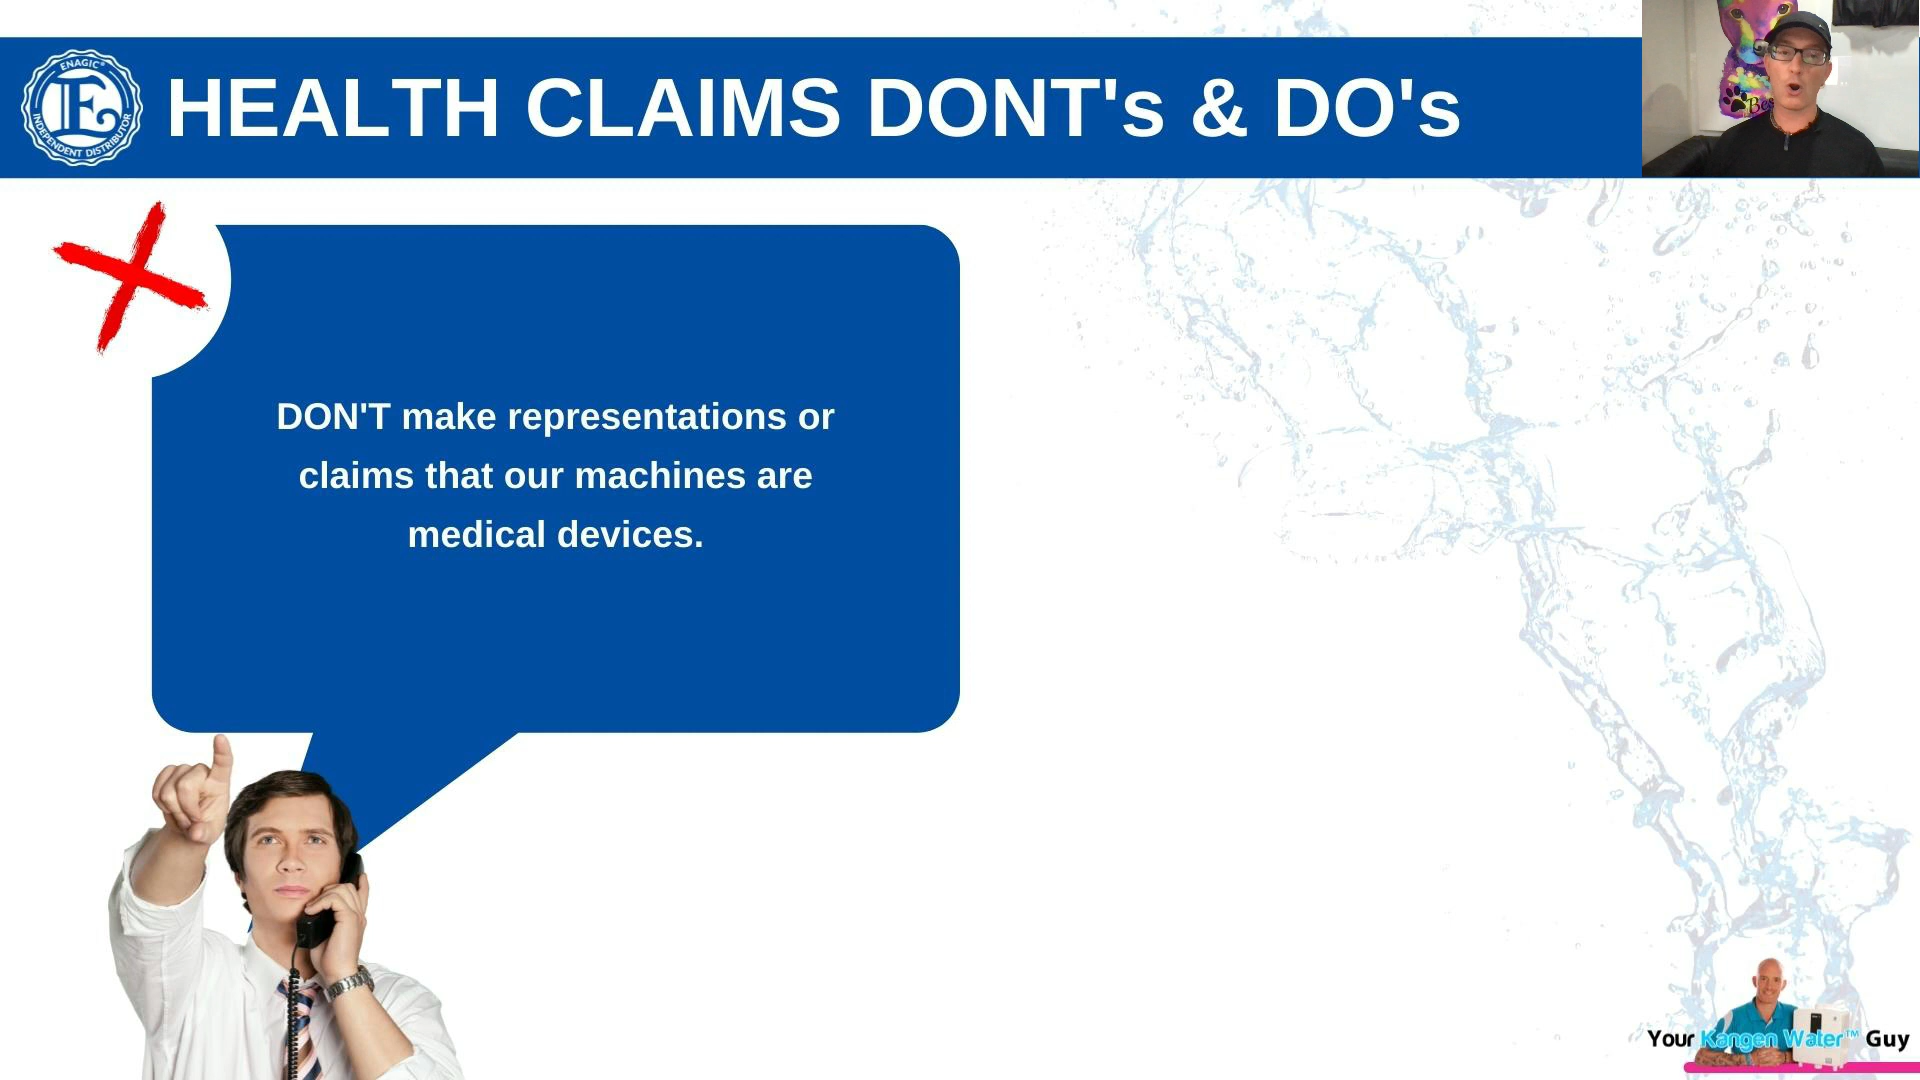 ENAGIC®
E
INDEPENDENT DISTRIBUTOR
HEALTH CLAIMS DONT's & DO's
Bes
DON'T make representations or
claims that our machines are
medical devices.
Your Kangen Water™ Guy